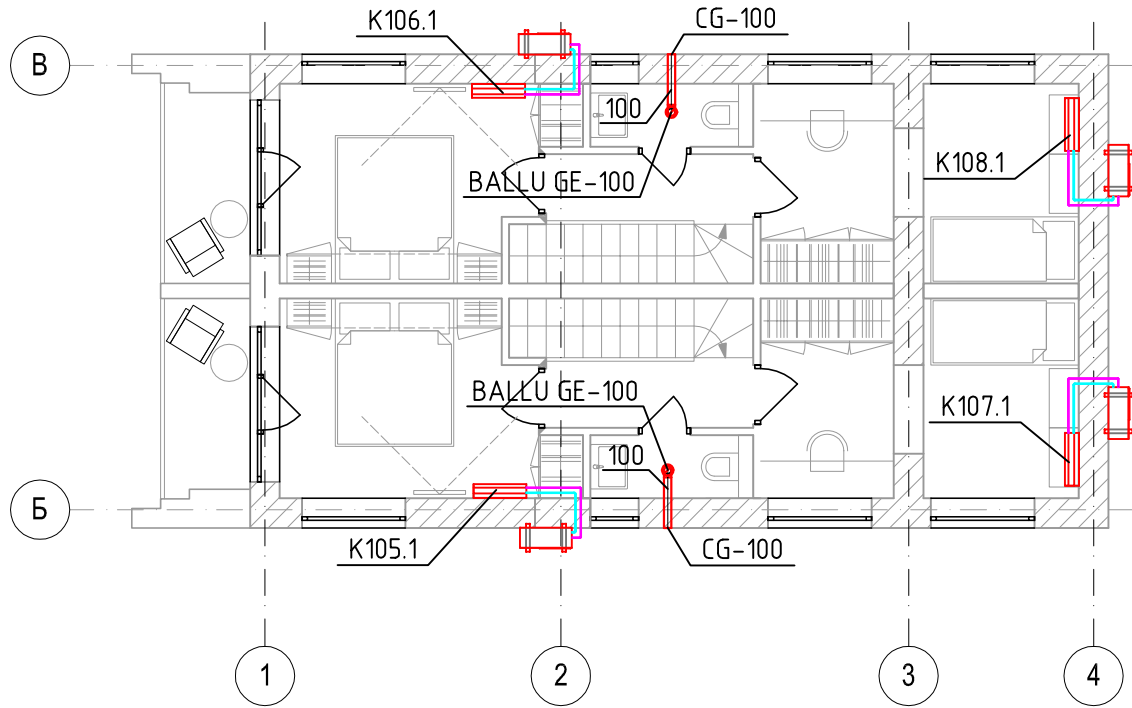 K106.1
CG-100
В
100
K108.1
BALLU GE-100
BALLU GE-100
K107.1
100
Б
K105.1
CG-100
1
2
3
4